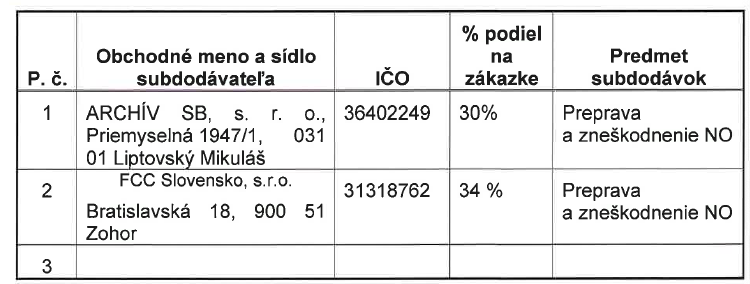 P. č. Obchodné meno a sídlo subdodávateľa IČO % podiel na zákazke Predmet subdodávok
1 ARCHÍV SB, s. r. o., 36402249 30% Preprava
Priemyselná 1947/1, 031 a zneškodnenie NO
01 Liptovský Mikuláš
2 FCC Slovensko, s.r.o. 31318762 34 % Preprava
Bratislavská 18, 900 51 a zneškodnenie NO
Zohor
3